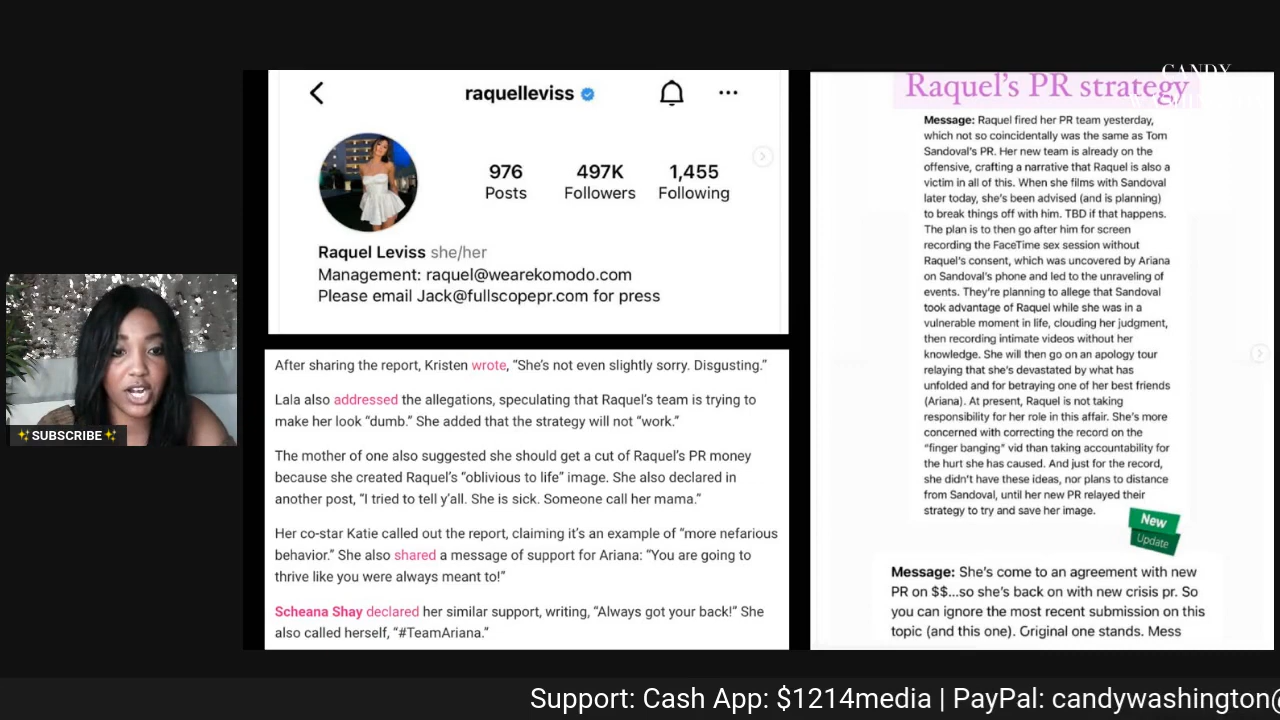 raquelleviss
976 497K 1,455
Posts Followers Following
Raquel Leviss she/her
Management: raquel@wearekomodo.com
Please email Jack@fullscopepr.com for press
After sharing the report, Kristen wrote, “She’s not even slightly sorry. Disgusting.”
Lala also addressed the allegations, speculating that Raquel’s team is trying to
make her look “dumb.” She added that the strategy will not “work.”
The mother of one also suggested she should get a cut of Raquel’s PR money
because she created Raquel’s “oblivious to life” image. She also declared in
another post, “I tried to tell y’all. She is sick. Someone call her mama.”
Her co-star Katie called out the report, claiming it’s an example of “more nefarious
behavior.” She also shared a message of support for Ariana: “You are going to
thrive like you were always meant to!”
Scheana Shay declared her similar support, writing, “Always got your back!” She
also called herself, “#TeamAriana.”
CANDY
Raquel’s PR strategy
Message: Raquel fired her PR team yesterday,
which not so coincidentally was the same as Tom
Sandoval’s PR. Her new team is already on the
offensive, crafting a narrative that Raquel is also a
victim in all of this. When she films with Sandoval
later today, she’s been advised (and is planning)
to break things off with him. TBD if that happens.
The plan is to then go after him for screen
recording the FaceTime sex session without
Raquel’s consent, which was uncovered by Ariana
on Sandoval’s phone and led to the unraveling of
events. They’re planning to allege that Sandoval
took advantage of Raquel while she was in a
vulnerable moment in life, clouding her judgment,
then recording intimate videos without her
knowledge. She will then go on an apology tour
relaying that she’s devastated by what has
unfolded and for betraying one of her best friends
(Ariana). At present, Raquel is not taking
responsibility for her role in this affair. She’s more
concerned with correcting the record on the
“finger banging” vid than taking accountability for
the hurt she has caused. And just for the record,
she didn’t have these ideas, nor plans to distance
from Sandoval, until her new PR relayed their
strategy to try and save her image.
New
Update
Message: She’s come to an agreement with new
PR on $$...so she’s back on with new crisis pr. So
you can ignore the most recent submission on this
topic (and this one). Original one stands. Mess
✨SUBSCRIBE✨
Support: Cash App: $1214media | PayPal: candywashington@